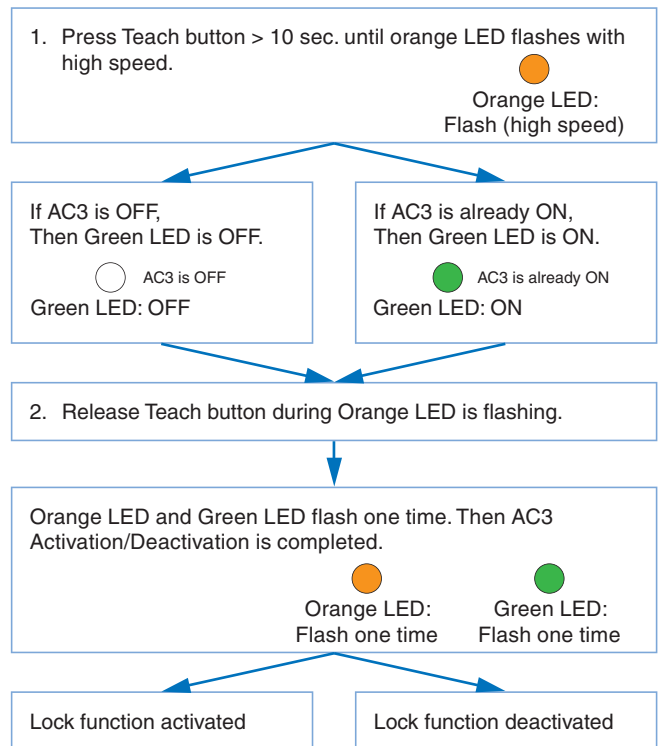 1. Press Teach button > 10 sec. until orange LED flashes with
high speed.
Orange LED:
Flash (high speed)
If AC3 is OFF,
Then Green LED is OFF.
AC3 is OFF
Green LED: OFF
If AC3 is already ON,
Then Green LED is ON.
AC3 is already ON
Green LED: ON
2. Release Teach button during Orange LED is flashing.
Orange LED and Green LED flash one time. Then AC3
Activation/Deactivation is completed.
Orange LED:
Flash one time
Green LED:
Flash one time
Lock function activated
Lock function deactivated